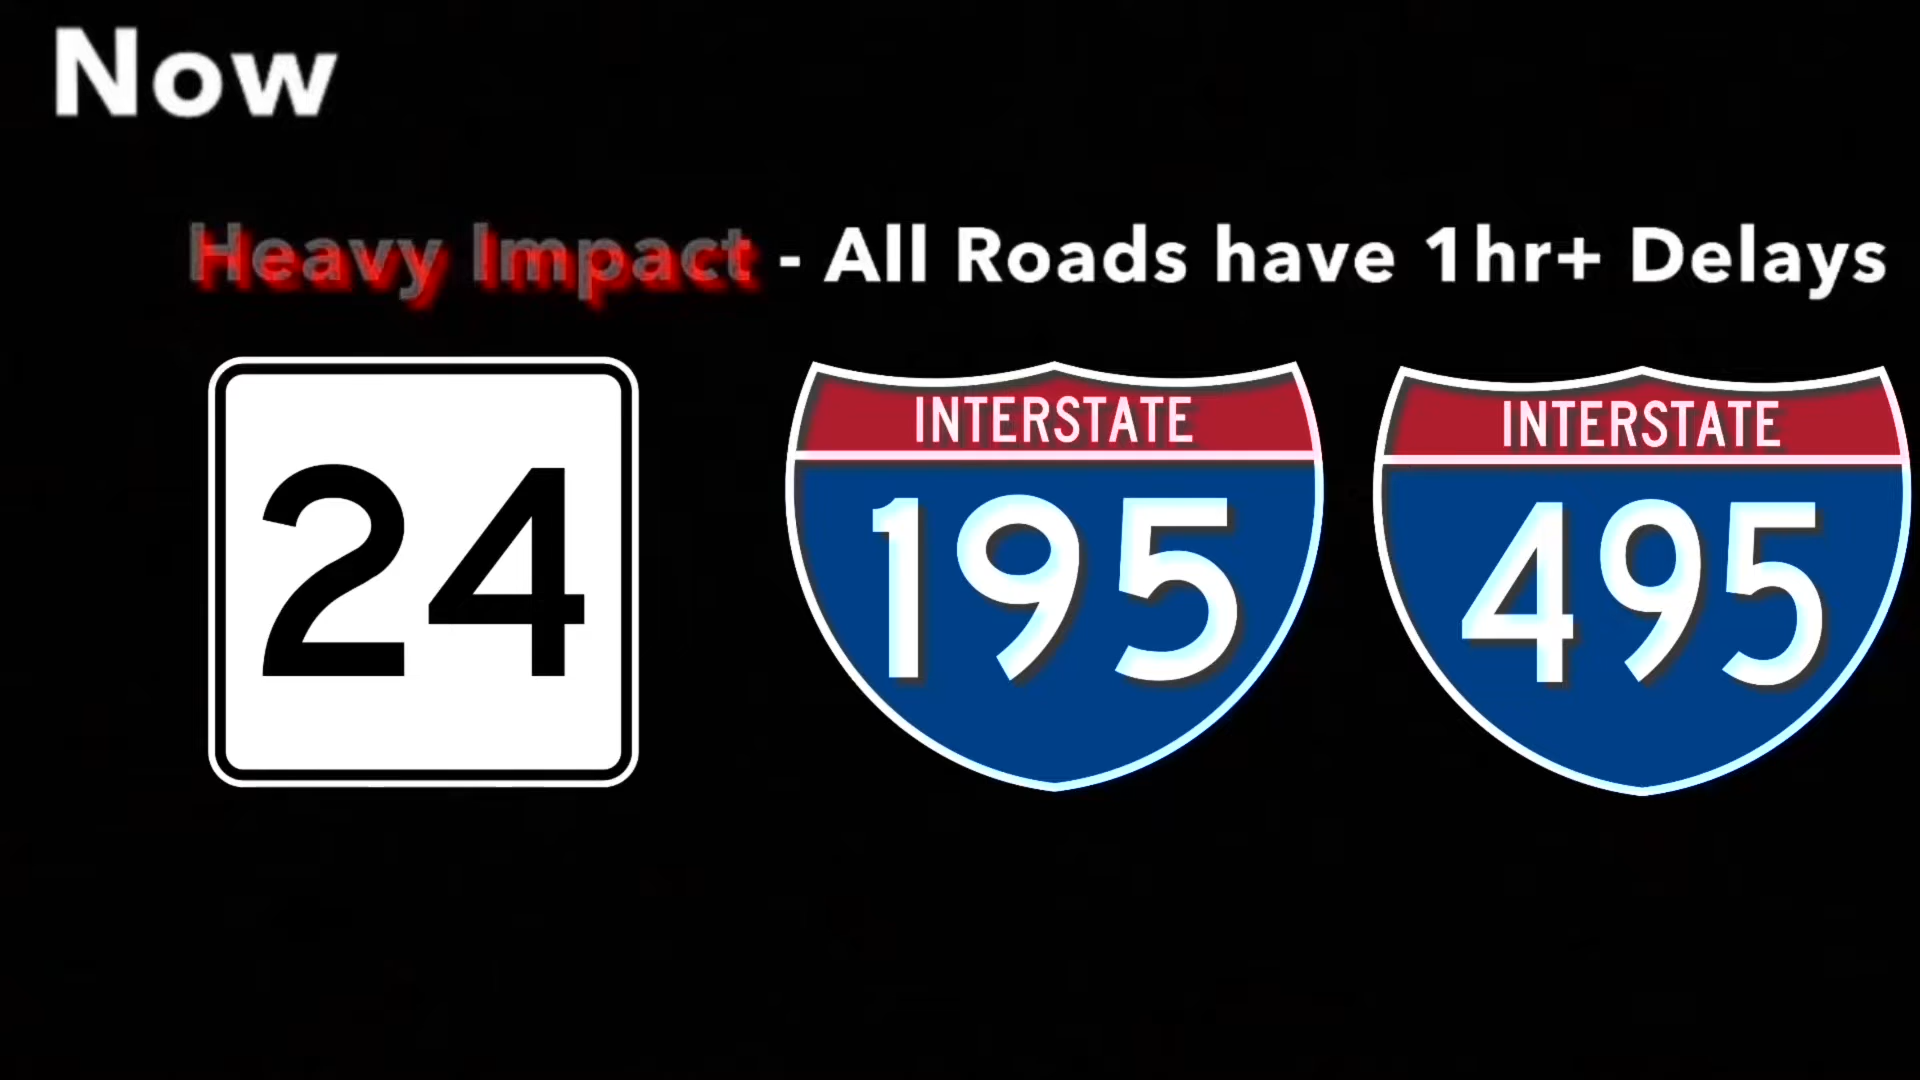 Now
Heavy Impact - All Roads have 1hr+ Delays
24
INTERSTATE
195
INTERSTATE
495